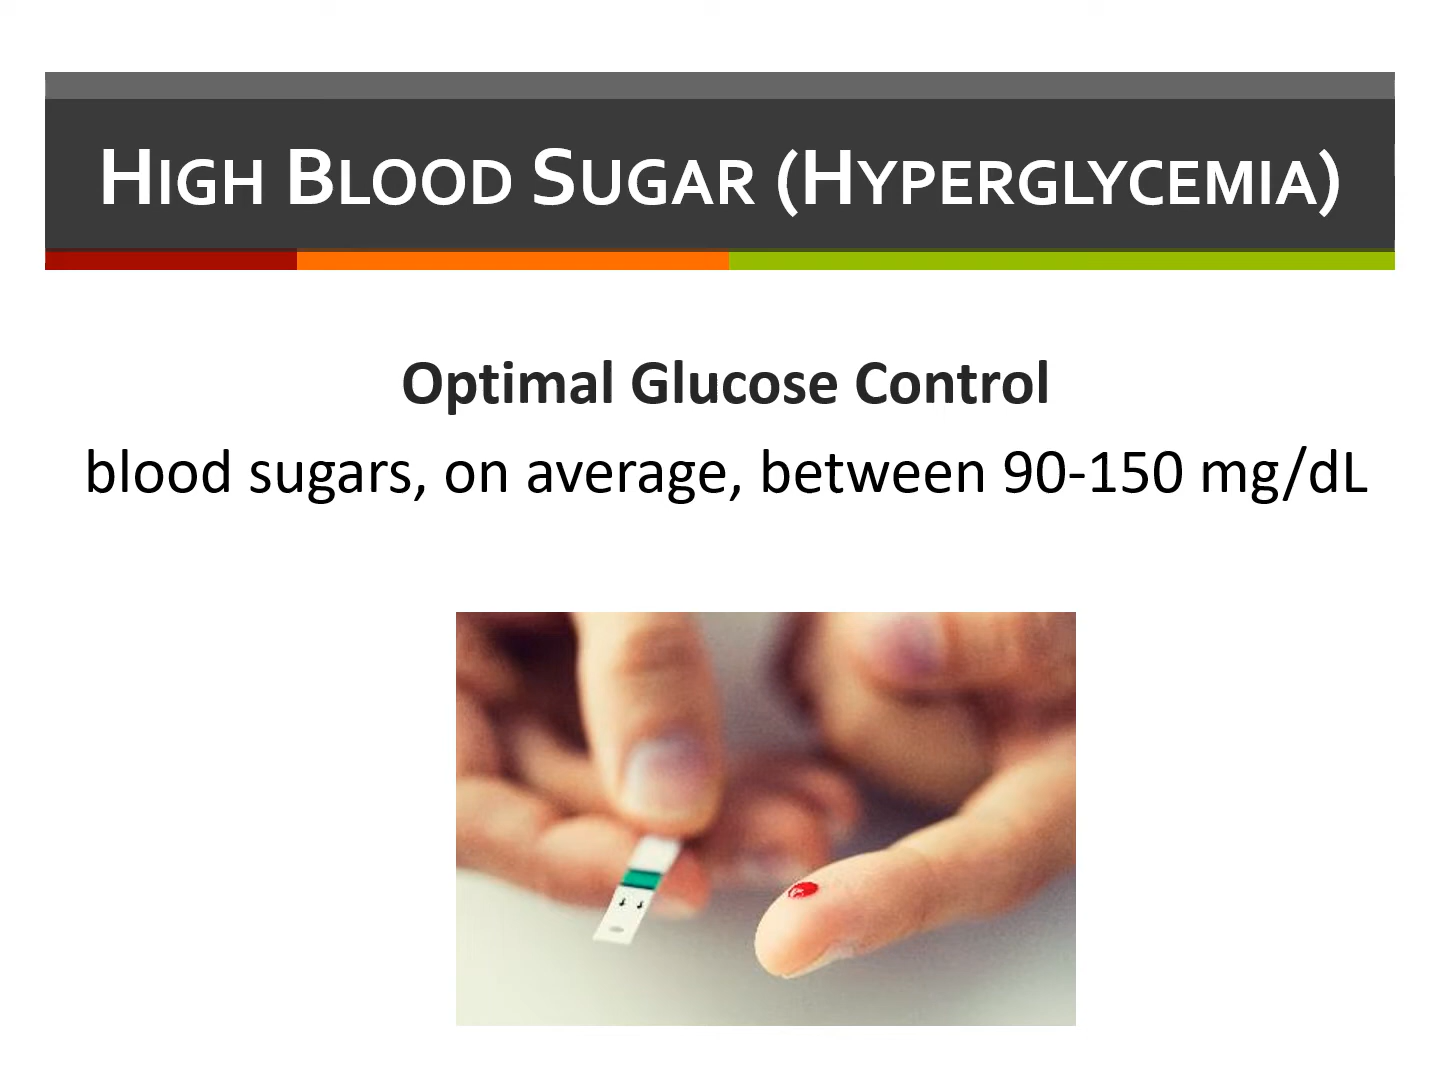 HIGH BLOOD SUGAR (HYPERGLYCEMIA)
Optimal Glucose Control
blood sugars, on average, between 90-150 mg/dL